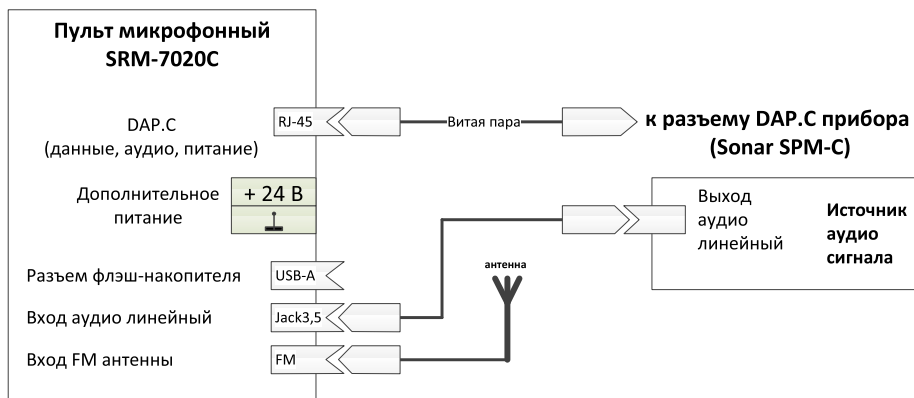 Пульт микрофонный
SRM-7020C
DAP.C
(данные, аудио, питание)
RJ-45
Витая пара
к разъему DAP.C прибора
(Sonar SPM-C)
Дополнительное
питание
+ 24 В
Выход
аудио
линейный
Источник
аудио
сигнала
Разъем флэш-накопителя
USB-A
антенна
Вход аудио линейный
Jack3,5
Вход FM антенны
FM